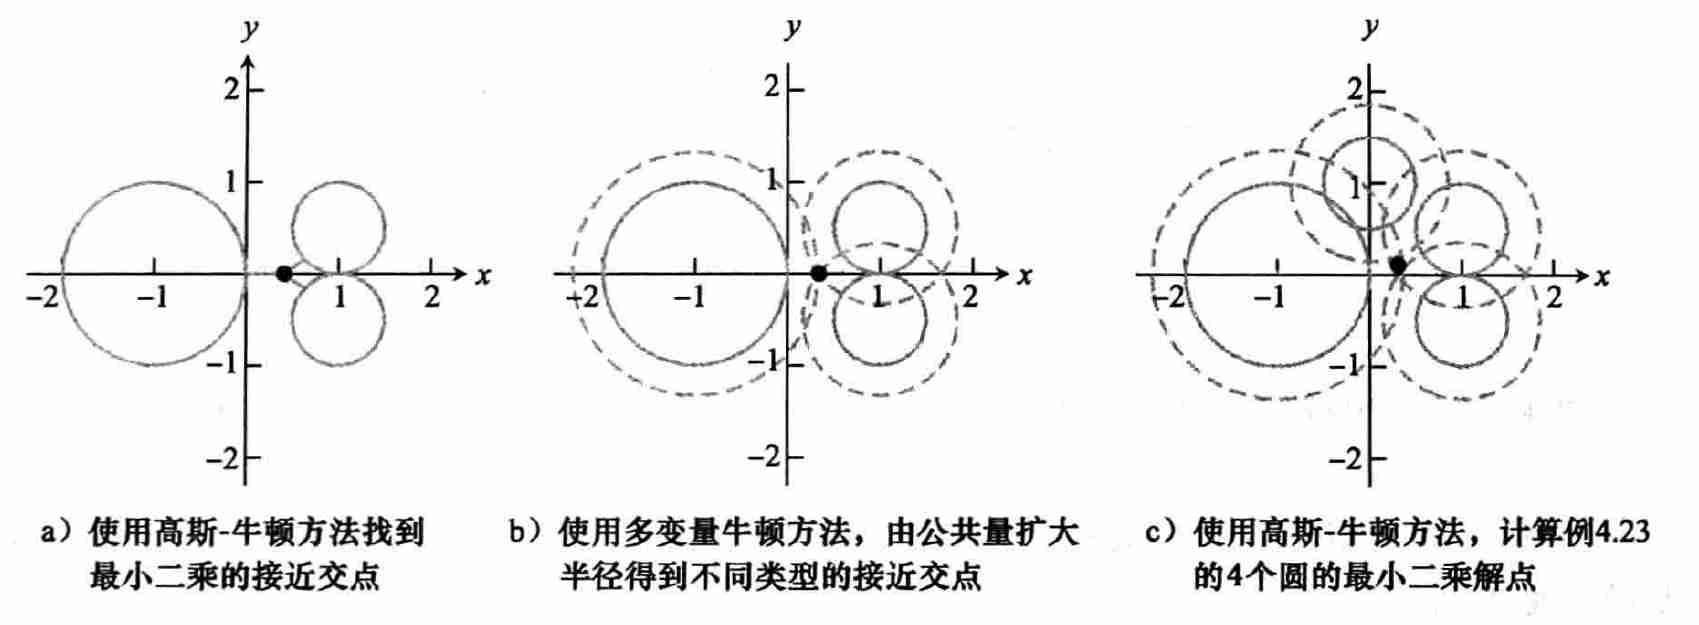 y
y
y
2
2
2
1
1
1
-2
-1
1
2
x
-2
-1
1
2
x
-2
-1
1
2
x
-1
-1
-1
-2
-2
-2
a）使用高斯-牛顿方法找到
最小二乘的接近交点
b）使用多变量牛顿方法，由公共量扩大
半径得到不同类型的接近交点
c）使用高斯-牛顿方法，计算例4.23
的4个圆的最小二乘解点